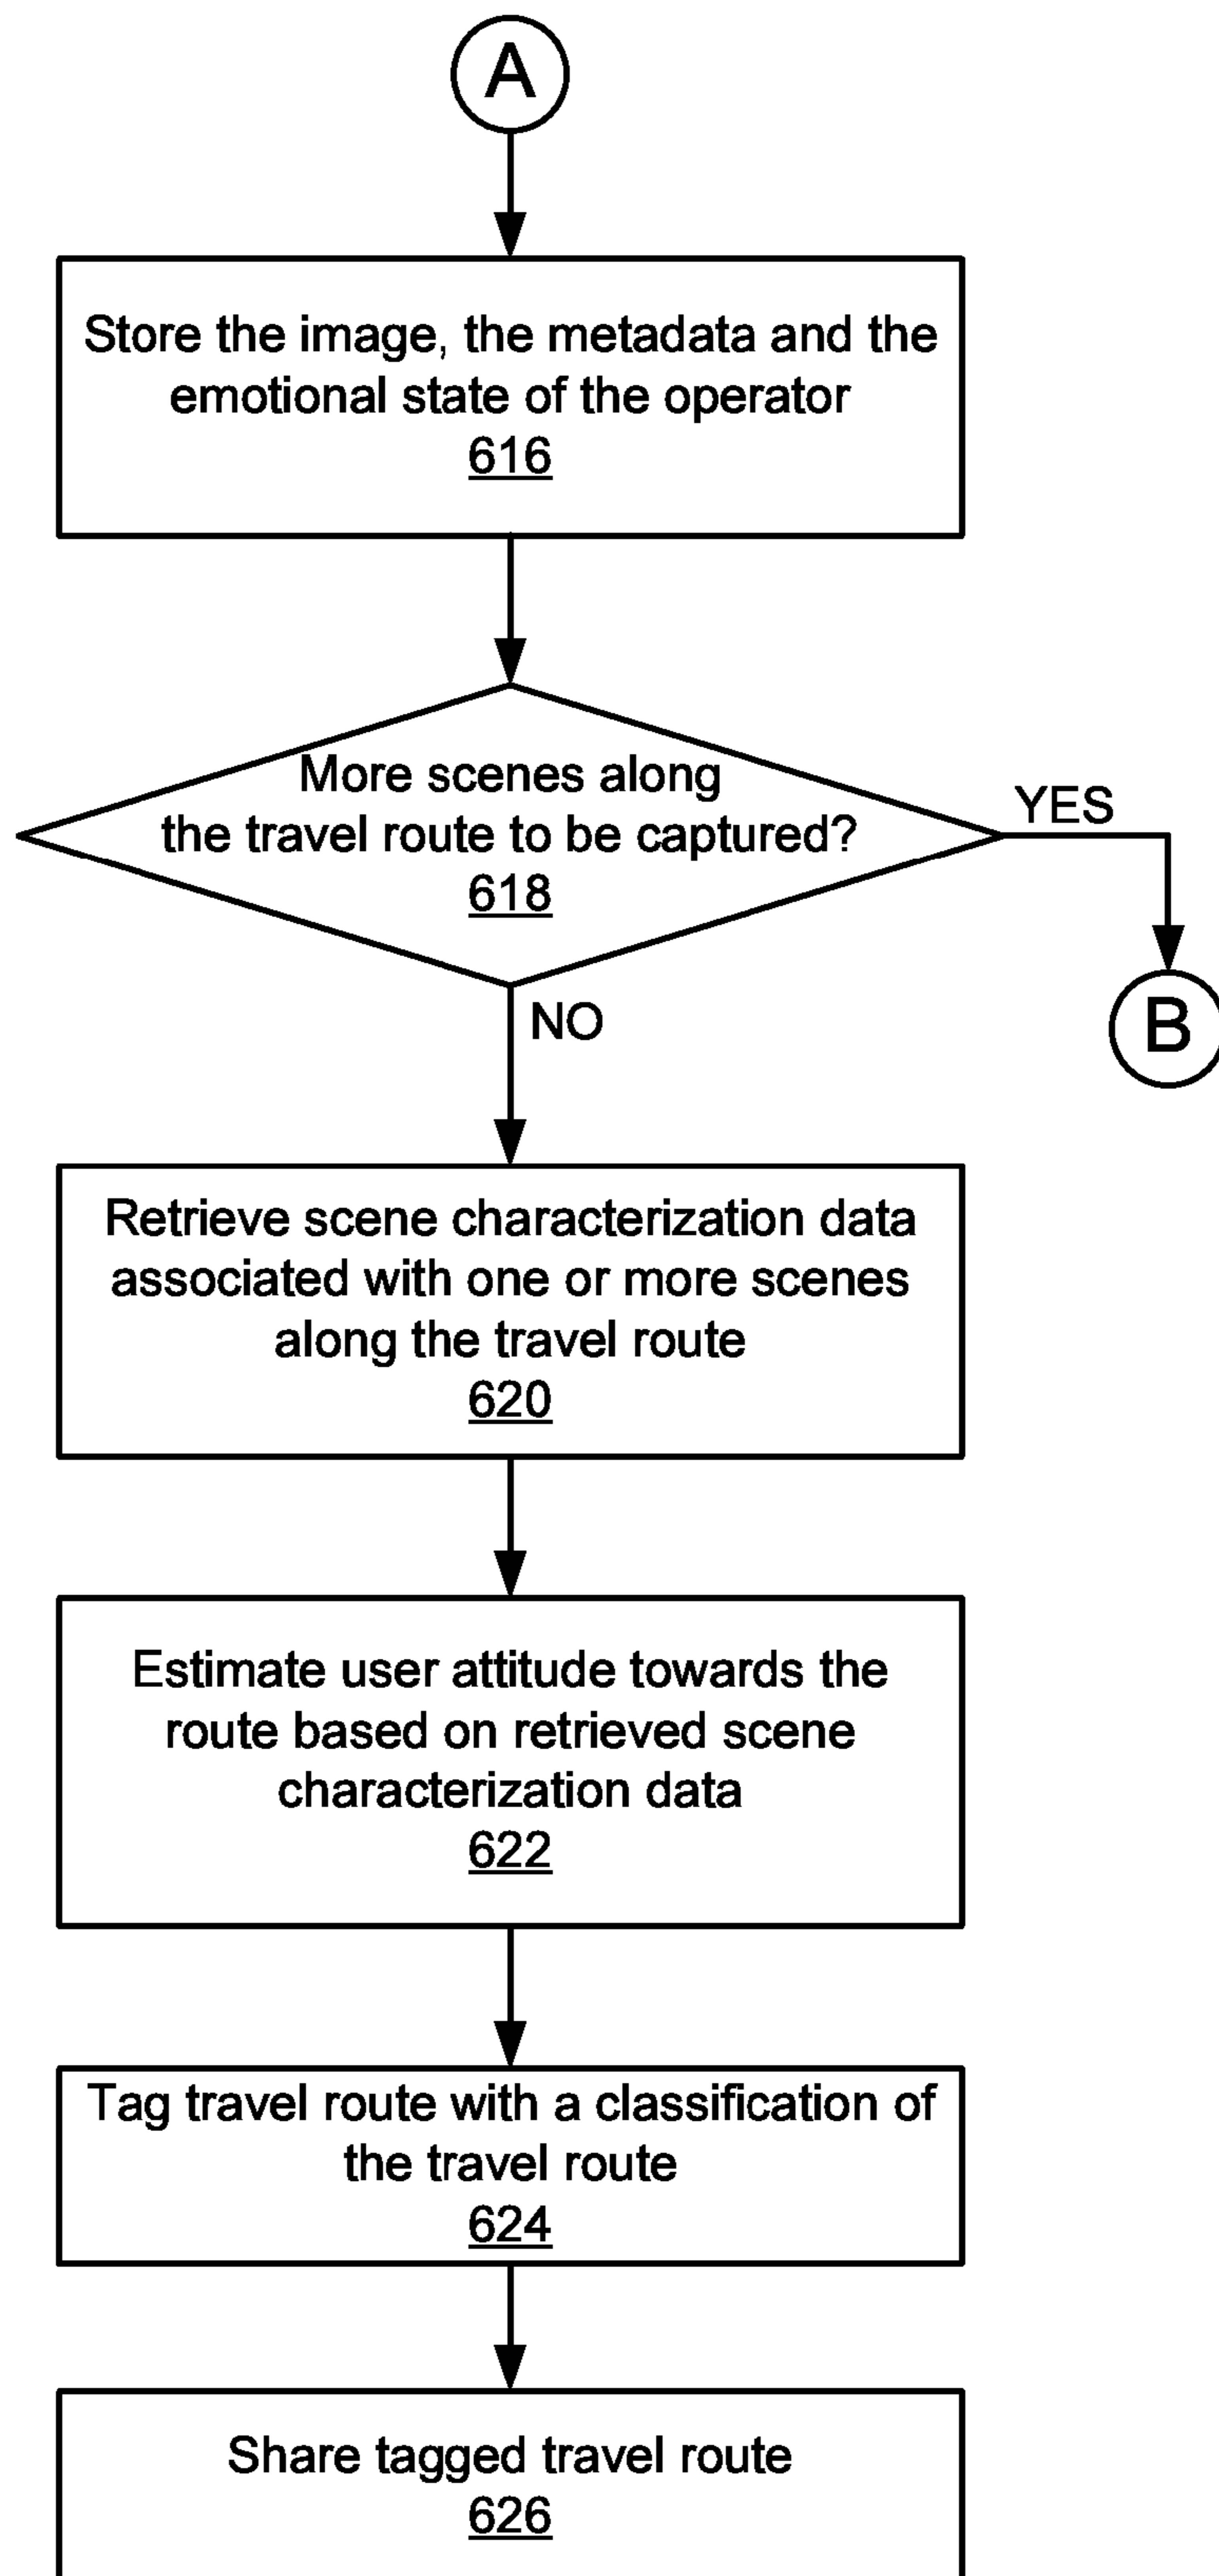 A
Store the image, the metadata and the
emotional state of the operator
616
More scenes along
the travel route to be captured?
618
YES
B
NO
Retrieve scene characterization data
associated with one or more scenes
along the travel route
620
Estimate user attitude towards the
route based on retrieved scene
characterization data
622
Tag travel route with a classification of
the travel route
624
Share tagged travel route
626